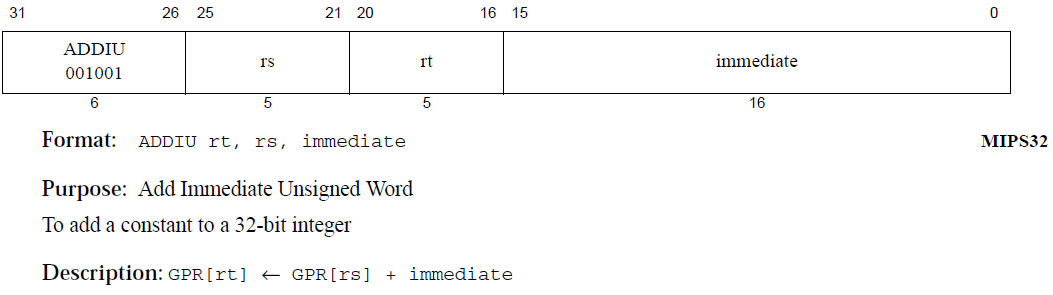 31 26 25 21 20 16 15 0
ADDIU
001001
rs rt immediate
6 5 5 16
Format: ADDIU rt, rs, immediate MIPS32
Purpose: Add Immediate Unsigned Word
To add a constant to a 32-bit integer
Description: GPR[rt] ← GPR[rs] + immediate